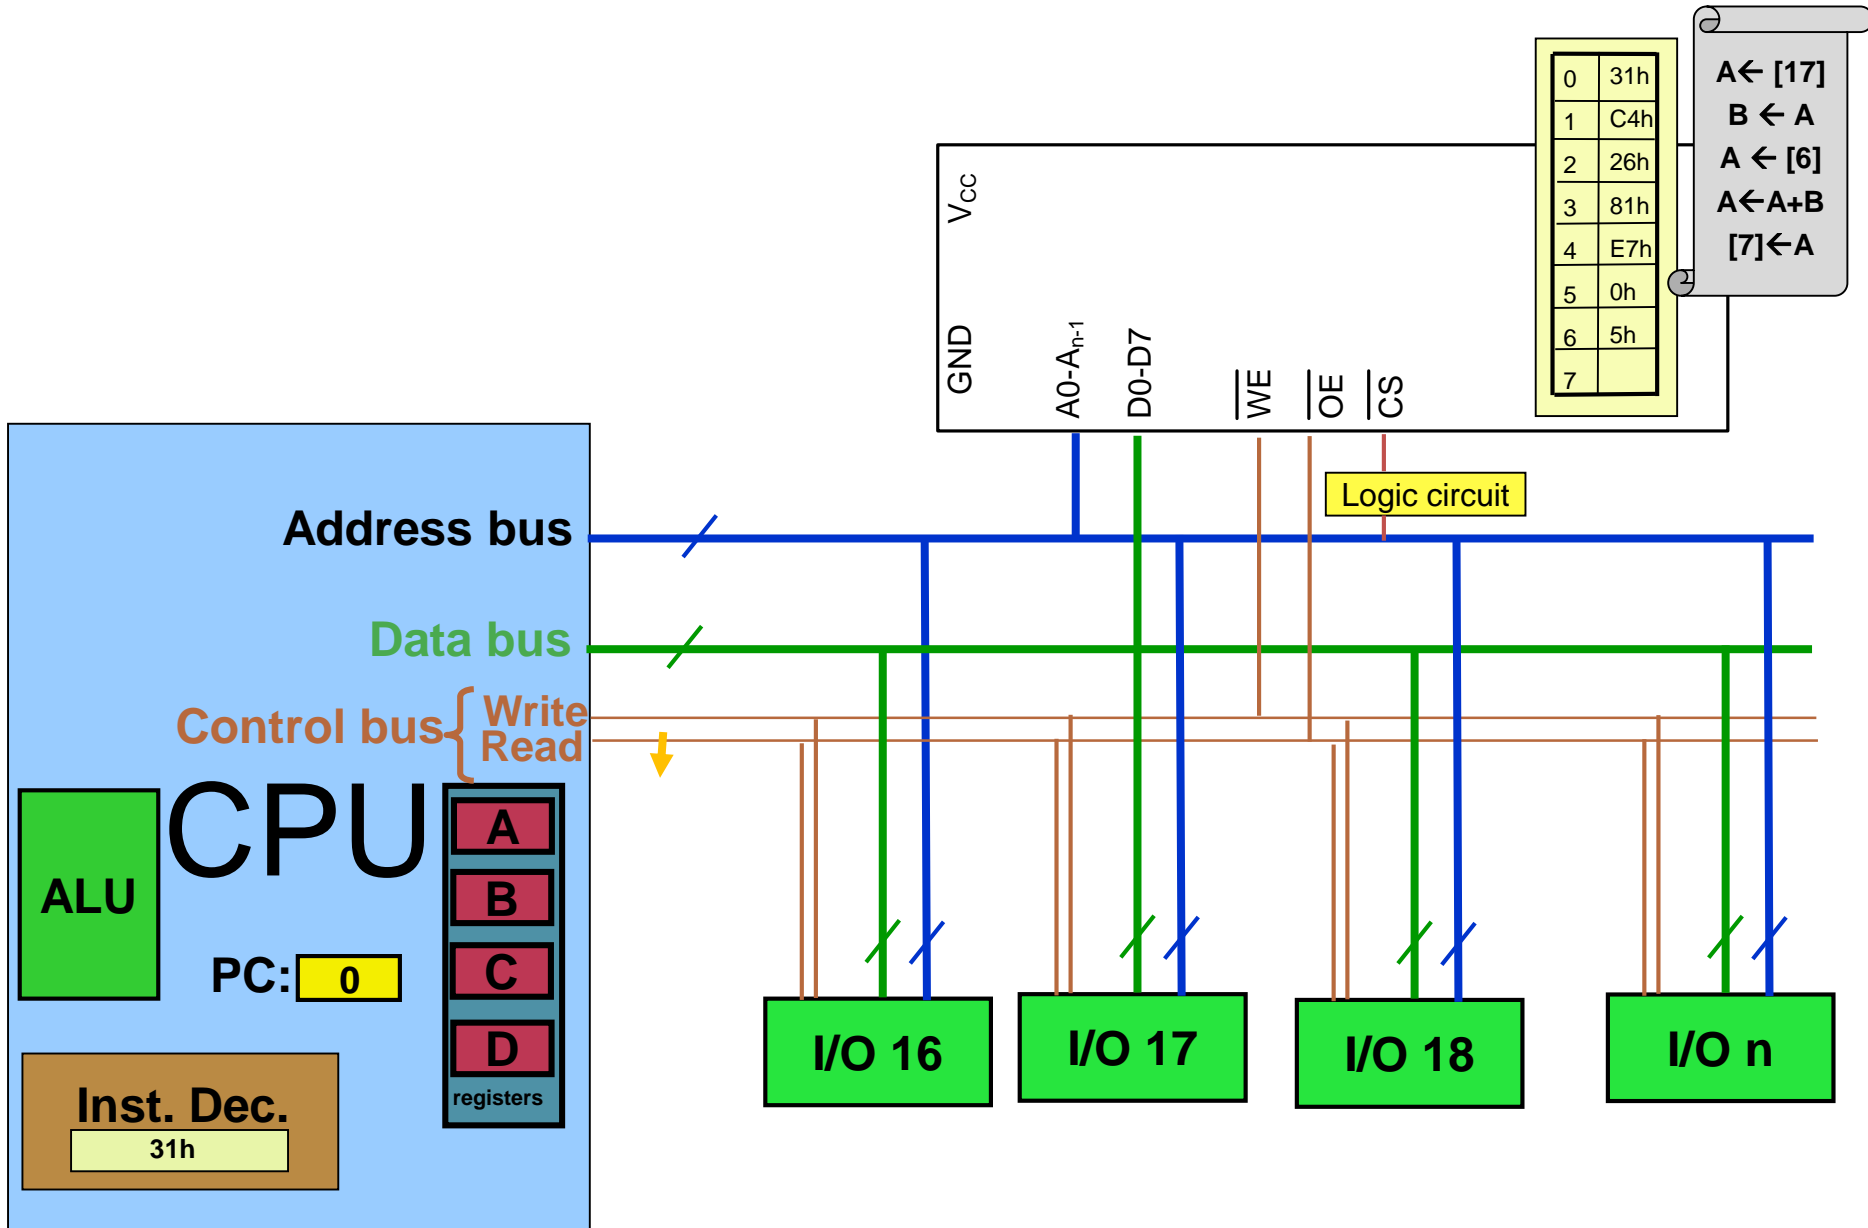 A← [17]
B ← A
A ← [6]
A←A+B
[7]←A
0 31h
1 C4h
2 26h
3 81h
4 E7h
5 0h
6 5h
7
VCC
GND
A0-An-1
D0-D7
WE
OE
CS
Logic circuit
Address bus
Data bus
Control bus { Write
Read
CPU
ALU
A
B
C
D
registers
PC: 0
Inst. Dec.
31h
I/O 16
I/O 17
I/O 18
I/O n